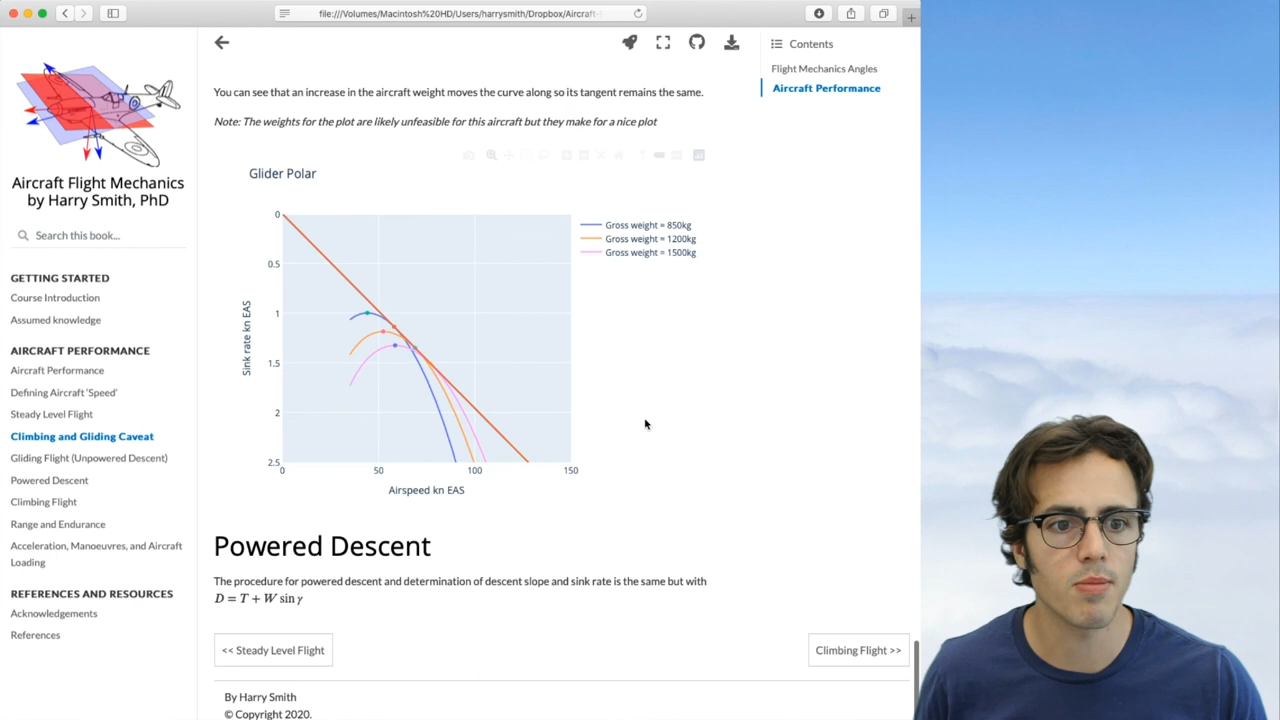 file:///Volumes/Macintosh%20HD/Users/harrysmith/Dropbox/Aircraft-
Contents
Flight Mechanics Angles
Aircraft Performance
Aircraft Flight Mechanics
by Harry Smith, PhD
Search this book...
GETTING STARTED
Course Introduction
Assumed knowledge
AIRCRAFT PERFORMANCE
Aircraft Performance
Defining Aircraft ‘Speed’
Steady Level Flight
Climbing and Gliding Caveat
Gliding Flight (Unpowered Descent)
Powered Descent
Climbing Flight
Range and Endurance
Acceleration, Manoeuvres, and Aircraft
Loading
REFERENCES AND RESOURCES
Acknowledgements
References
You can see that an increase in the aircraft weight moves the curve along so its tangent remains the same.
Note: The weights for the plot are likely unfeasible for this aircraft but they make for a nice plot
Glider Polar
0
0.5
1
1.5
2
2.5
Sink rate kn EAS
0 50 100 150
Airspeed kn EAS
Gross weight = 850kg
Gross weight = 1200kg
Gross weight = 1500kg
Powered Descent
The procedure for powered descent and determination of descent slope and sink rate is the same but with
D = T + W sin γ
<< Steady Level Flight
Climbing Flight >>
By Harry Smith
© Copyright 2020.